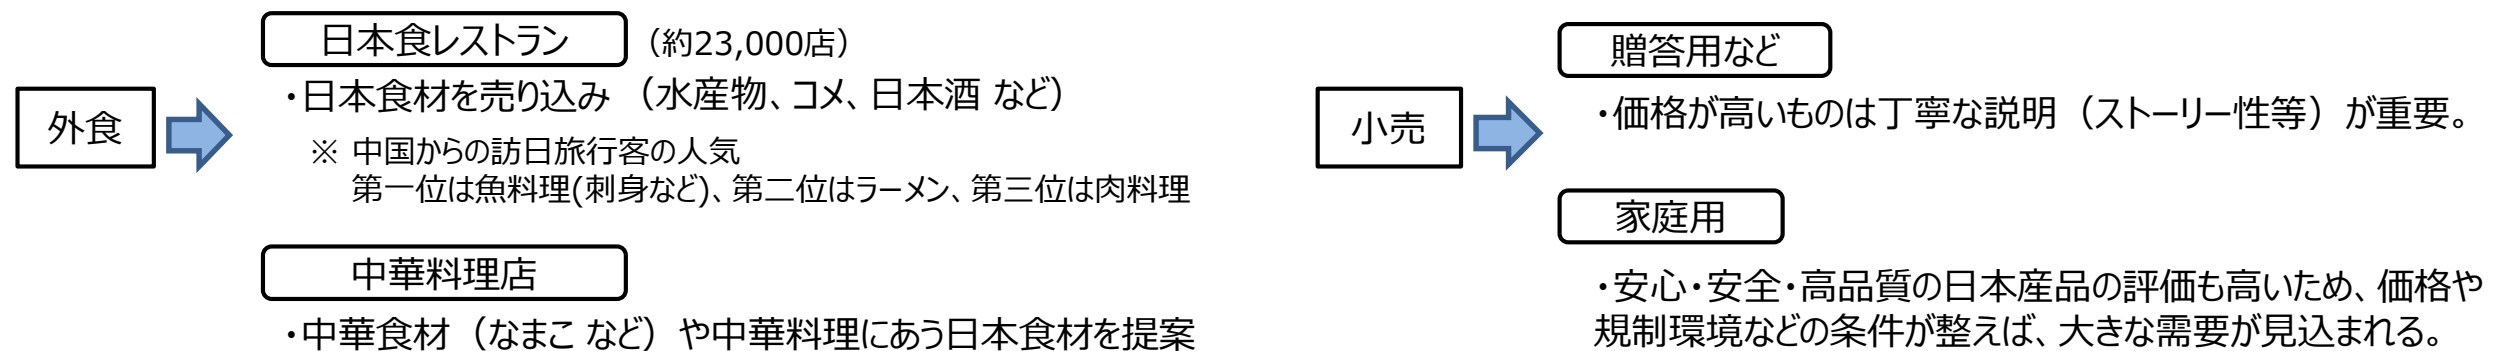 外食
日本食レストラン
（約23,000店）
・日本食材を売り込み （水産物、コメ、日本酒 など）
※ 中国からの訪日旅行客の人気
第一位は魚料理(刺身など)、第二位はラーメン、第三位は肉料理
中華料理店
・中華食材（なまこ など）や中華料理にあう日本食材を提案
小売
贈答用など
・価格が高いものは丁寧な説明（ストーリー性等）が重要。
家庭用
・安心・安全・高品質の日本産品の評価も高いため、価格や
規制環境などの条件が整えば、大きな需要が見込まれる。